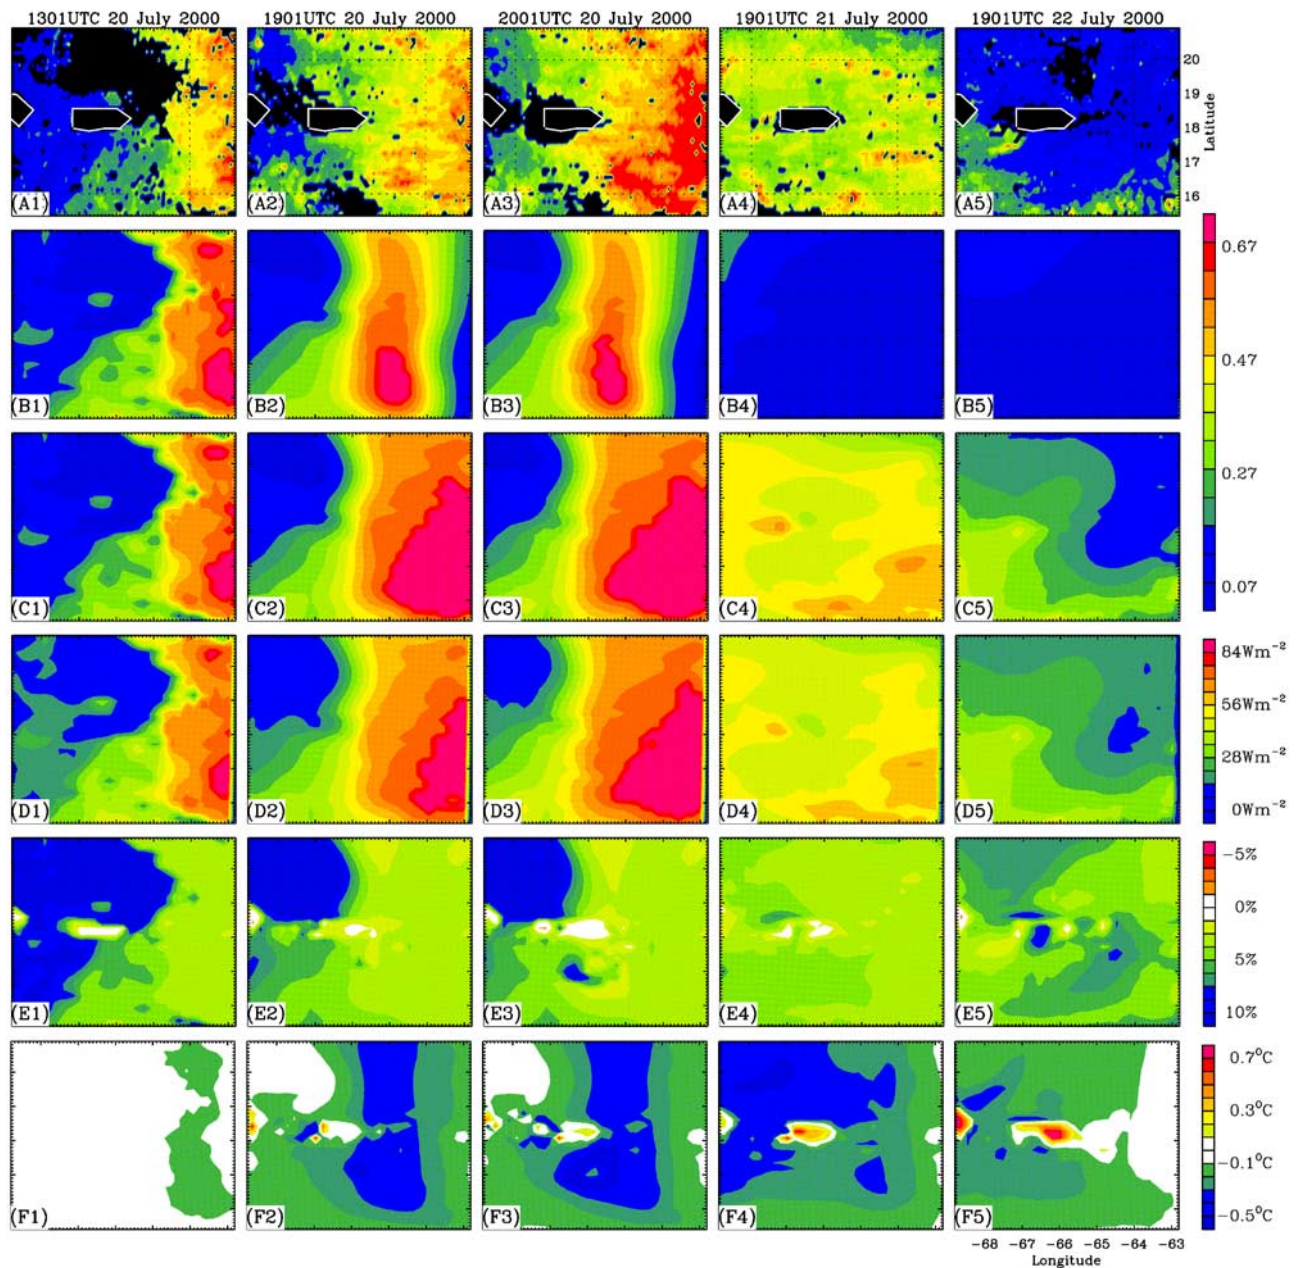 1301UTC 20 July 2000 1901UTC 20 July 2000 2001UTC 20 July 2000 1901UTC 21 July 2000 1901UTC 22 July 2000
20
19
18
17
16
Latitude
(A1) (A2) (A3) (A4) (A5)
0.67
0.47
0.27
0.07
(B1) (B2) (B3) (B4) (B5)
(C1) (C2) (C3) (C4) (C5)
84Wm⁻²
56Wm⁻²
28Wm⁻²
0Wm⁻²
(D1) (D2) (D3) (D4) (D5)
-5%
0%
5%
10%
(E1) (E2) (E3) (E4) (E5)
0.7°C
0.3°C
-0.1°C
-0.5°C
(F1) (F2) (F3) (F4) (F5)
-68 -67 -66 -65 -64 -63
Longitude